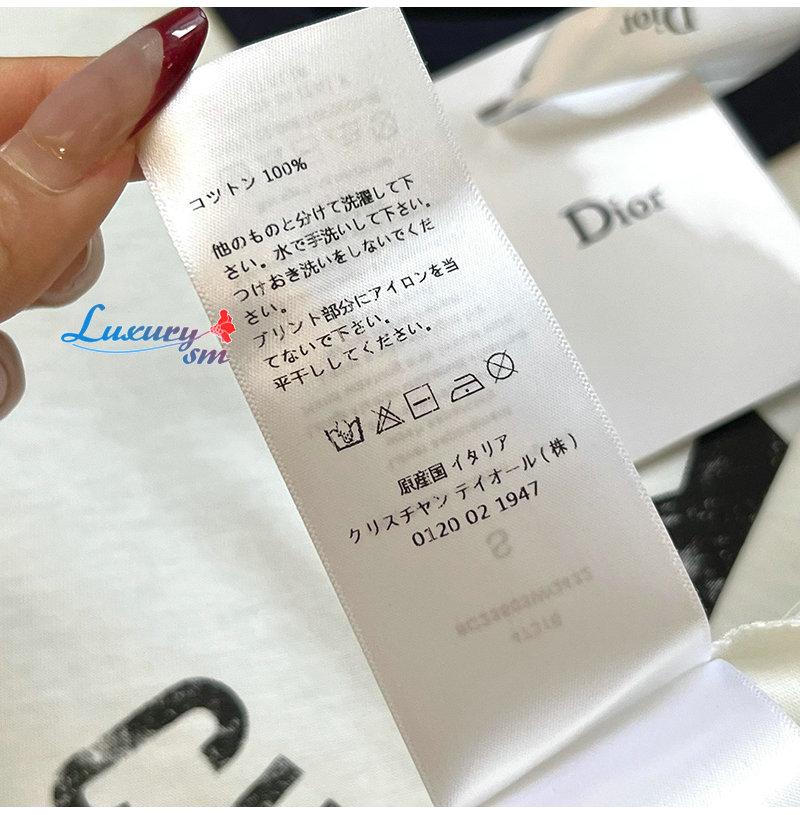 Dior
Dior
コットン 100%
他のものと分けて洗濯して下
さい。水で手洗いして下さい。
つけおき洗いをしないでくだ
さい。
プリント部分にアイロンを当
てないで下さい。
平干ししてください。
Luxury
sm
原産国 イタリア
クリスチャン ディオール(株)
0120 02 1947
S